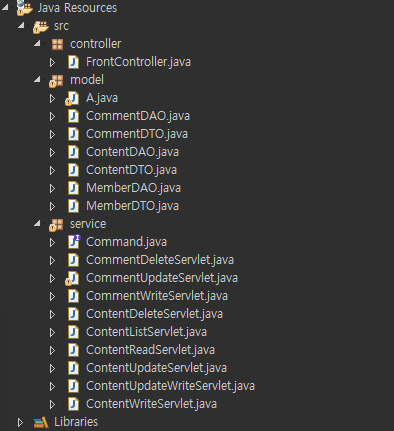 Java Resources
src
controller
FrontController.java
model
A.java
CommentDAO.java
CommentDTO.java
ContentDAO.java
ContentDTO.java
MemberDAO.java
MemberDTO.java
service
Command.java
CommentDeleteServlet.java
CommentUpdateServlet.java
CommentWriteServlet.java
ContentDeleteServlet.java
ContentListServlet.java
ContentReadServlet.java
ContentUpdateServlet.java
ContentUpdateWriteServlet.java
ContentWriteServlet.java
Libraries